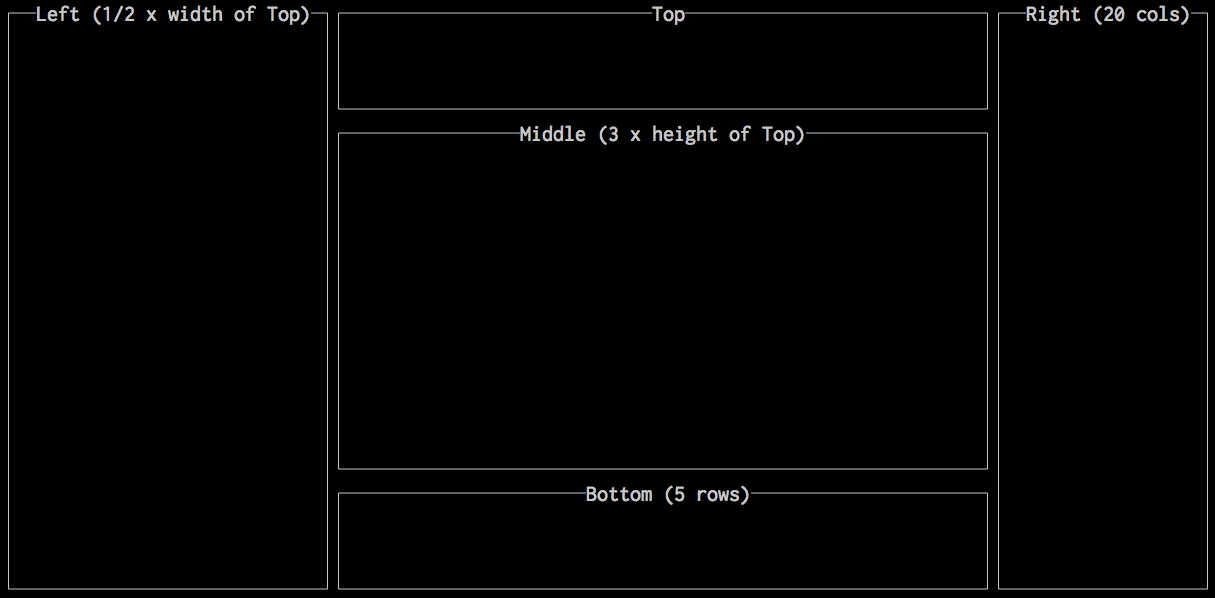 Left (1/2 x width of Top)
Top
Right (20 cols)
Middle (3 x height of Top)
Bottom (5 rows)